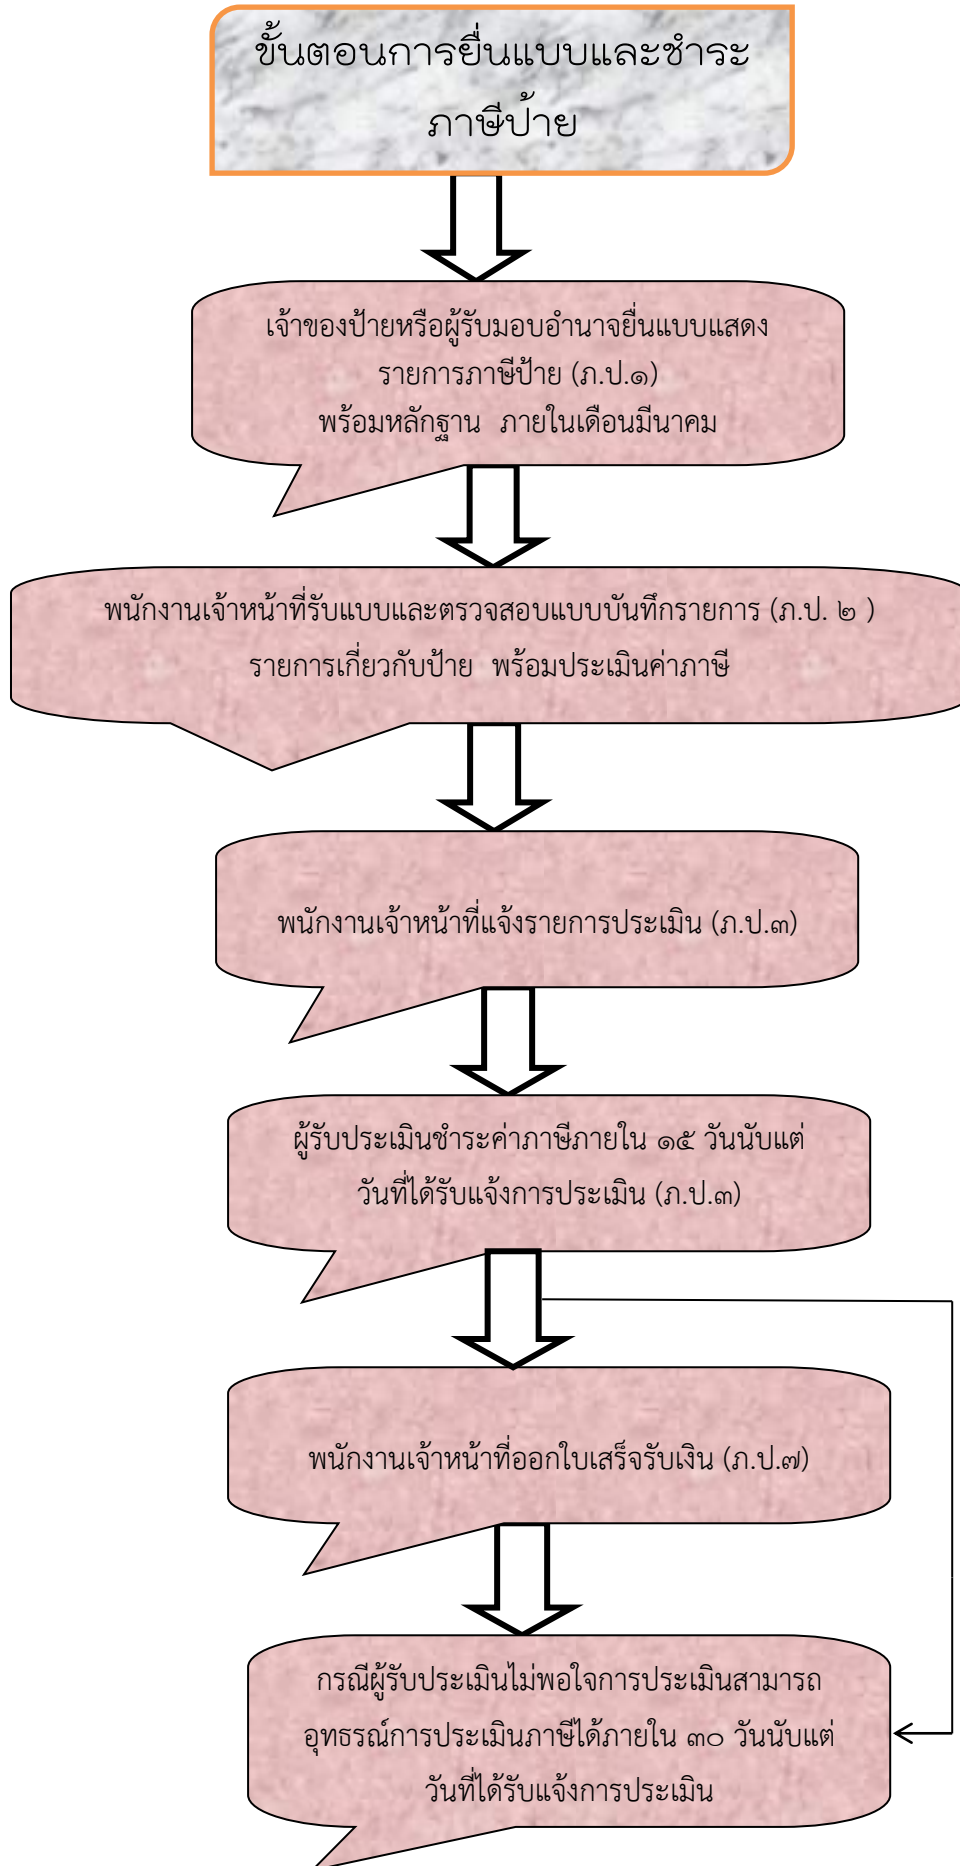 ขั้นตอนการยื่นแบบและชำระ
ภาษีป้าย
เจ้าของป้ายหรือผู้รับมอบอำนาจยื่นแบบแสดง
รายการภาษีป้าย (ภ.ป.๑)
พร้อมหลักฐาน ภายในเดือนมีนาคม
พนักงานเจ้าหน้าที่รับแบบและตรวจสอบแบบบันทึกรายการ (ภ.ป. ๒ )
รายการเกี่ยวกับป้าย พร้อมประเมินค่าภาษี
พนักงานเจ้าหน้าที่แจ้งรายการประเมิน (ภ.ป.๓)
ผู้รับประเมินชำระค่าภาษีภายใน ๑๕ วันนับแต่
วันที่ได้รับแจ้งการประเมิน (ภ.ป.๓)
พนักงานเจ้าหน้าที่ออกใบเสร็จรับเงิน (ภ.ป.๗)
กรณีผู้รับประเมินไม่พอใจการประเมินสามารถ
อุทธรณ์การประเมินภาษีได้ภายใน ๓๐ วันนับแต่
วันที่ได้รับแจ้งการประเมิน